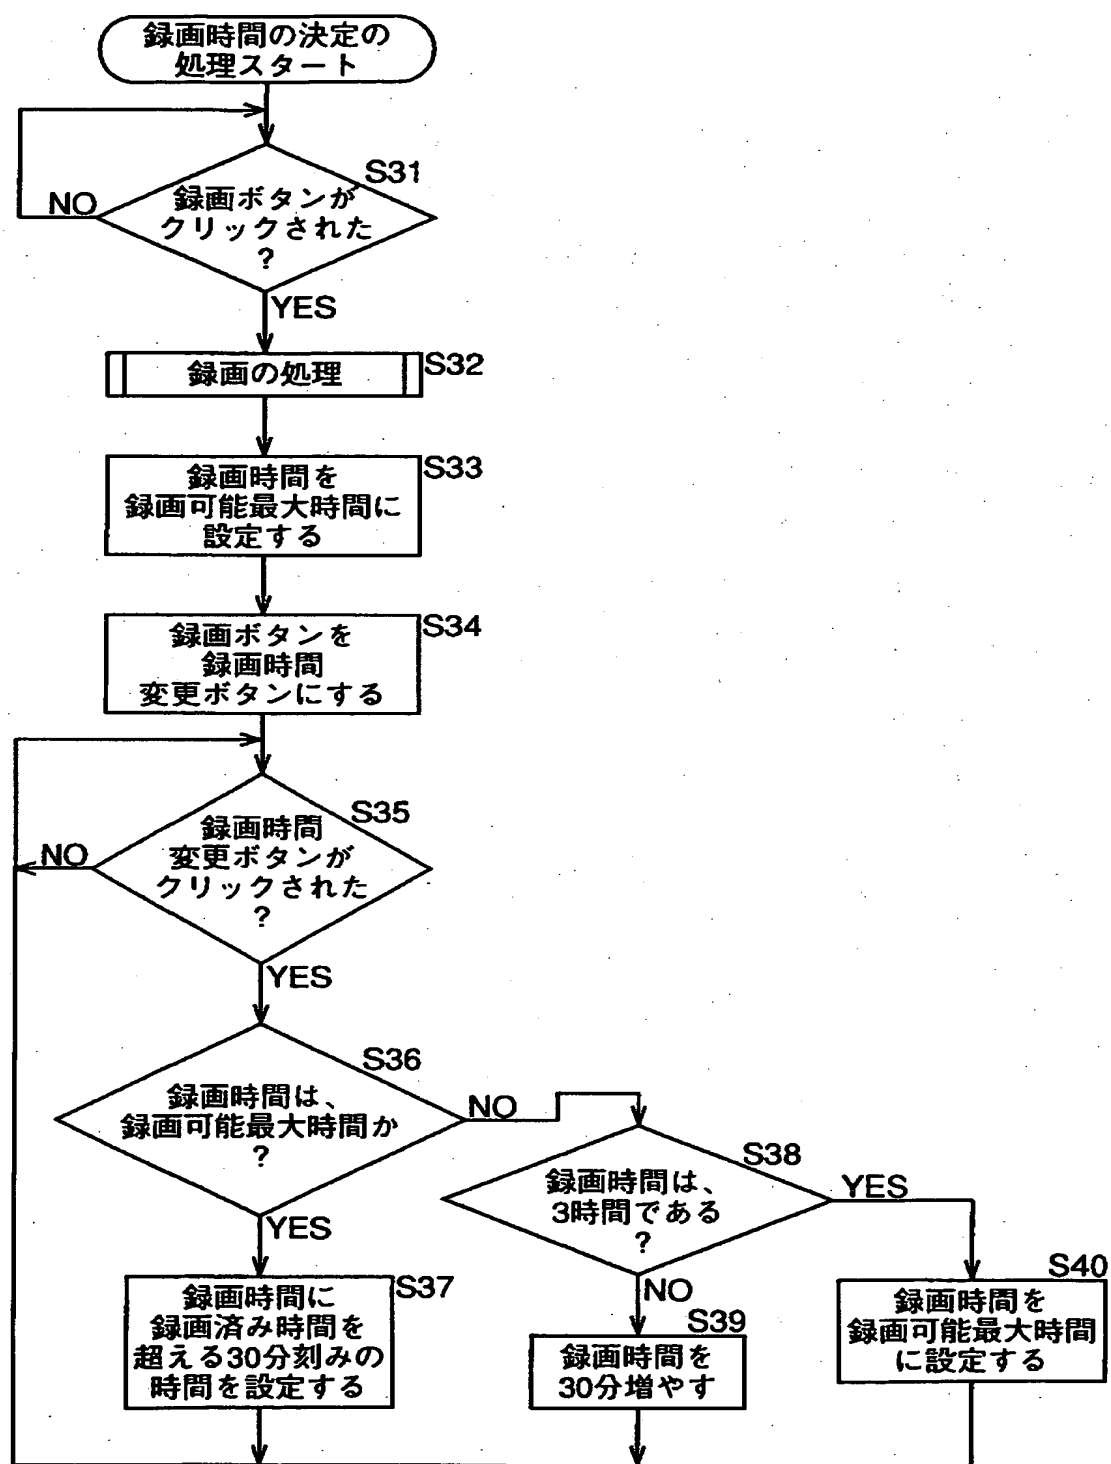 録画時間の決定の
処理スタート
S31
NO
録画ボタンが
クリックされた
?
YES
S32
録画の処理
S33
録画時間を
録画可能最大時間に
設定する
S34
録画ボタンを
録画時間
変更ボタンにする
S35
NO
録画時間
変更ボタンが
クリックされた
?
YES
S36
録画時間は、
録画可能最大時間か
?
NO
YES
S38
録画時間は、
3時間である
?
YES
NO
S37
録画時間に
録画済み時間を
超える30分刻みの
時間を設定する
S39
録画時間を
30分増やす
S40
録画時間を
録画可能最大時間
に設定する